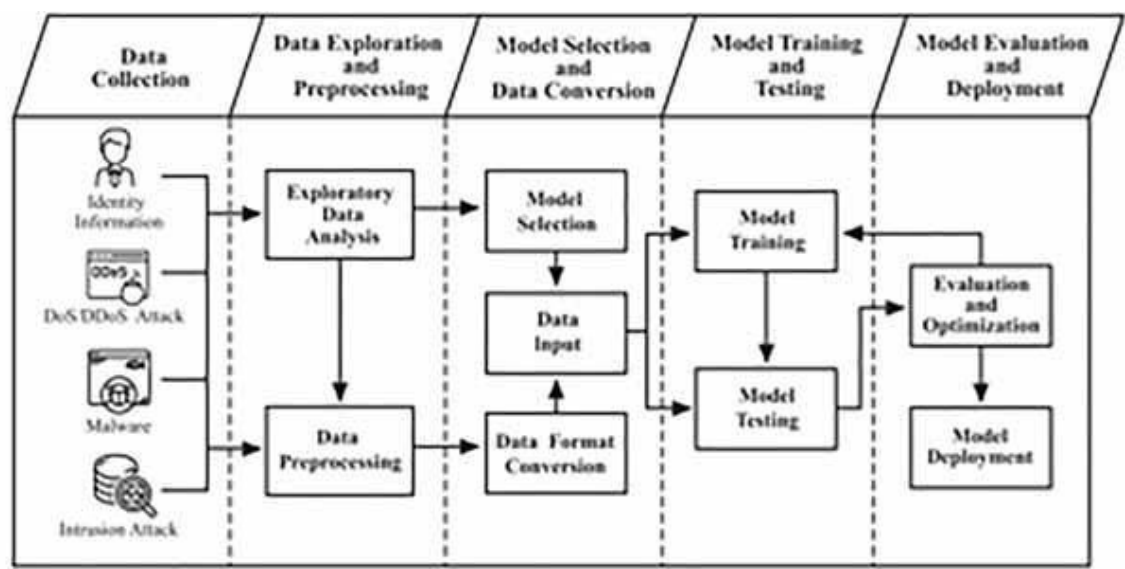 Data
Collection
Data Exploration
and
Preprocessing
Model Selection
and
Data Conversion
Model Training
and
Testing
Model Evaluation
and
Deployment
Identity
Information
DDoS
DoS/DDoS Attack
Malware
Intrusion Attack
Exploratory
Data
Analysis
Data
Preprocessing
Model
Selection
Data
Input
Data Format
Conversion
Model
Training
Model
Testing
Evaluation
and
Optimization
Model
Deployment